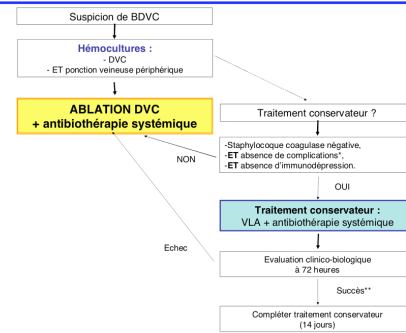 Suspicion de BDVC
Hémocultures :
- DVC
- ET ponction veineuse périphérique
ABLATION DVC
+ antibiothérapie systémique
Traitement conservateur ?
-Staphylocoque coagulase négative,
-ET absence de complications*,
-ET absence d'immunodépression.
NON
OUI
Traitement conservateur :
VLA + antibiothérapie systémique
Echec
Evaluation clinico-biologique
à 72 heures
Succès**
Compléter traitement conservateur
(14 jours)